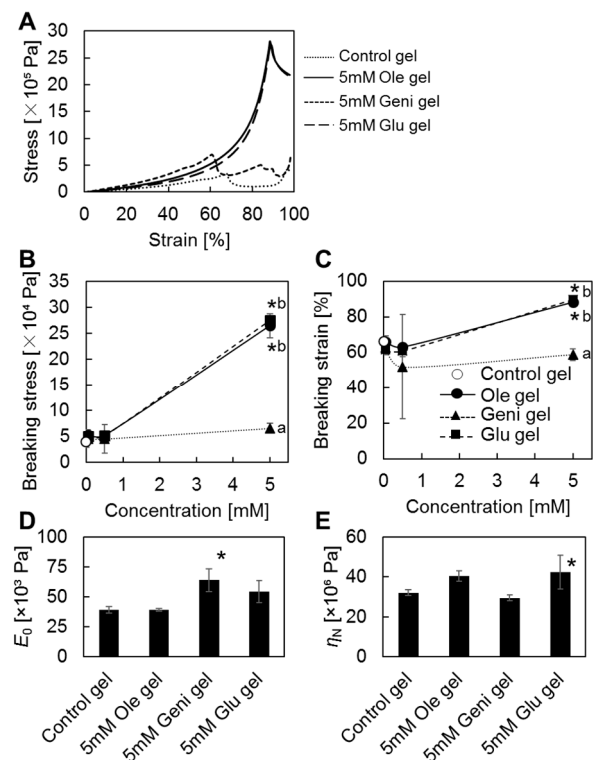 A
Stress [×10⁵ Pa]
30
25
20
15
10
5
0
0 20 40 60 80 100
Strain [%]
Control gel
5mM Ole gel
5mM Geni gel
5mM Glu gel
B
Breaking stress [×10⁴ Pa]
35
30
25
20
15
10
5
0
*b
*b
a
0 1 2 3 4 5
Concentration [mM]
C
Breaking strain [%]
100
80
60
40
20
0
*b
*b
a
Control gel
Ole gel
Geni gel
Glu gel
0 1 2 3 4 5
Concentration [mM]
D
E₀ [×10³ Pa]
100
75
50
25
0
*
Control gel
5mM Ole gel
5mM Geni gel
5mM Glu gel
E
ηN [×10⁶ Pa]
60
40
20
0
*
Control gel
5mM Ole gel
5mM Geni gel
5mM Glu gel